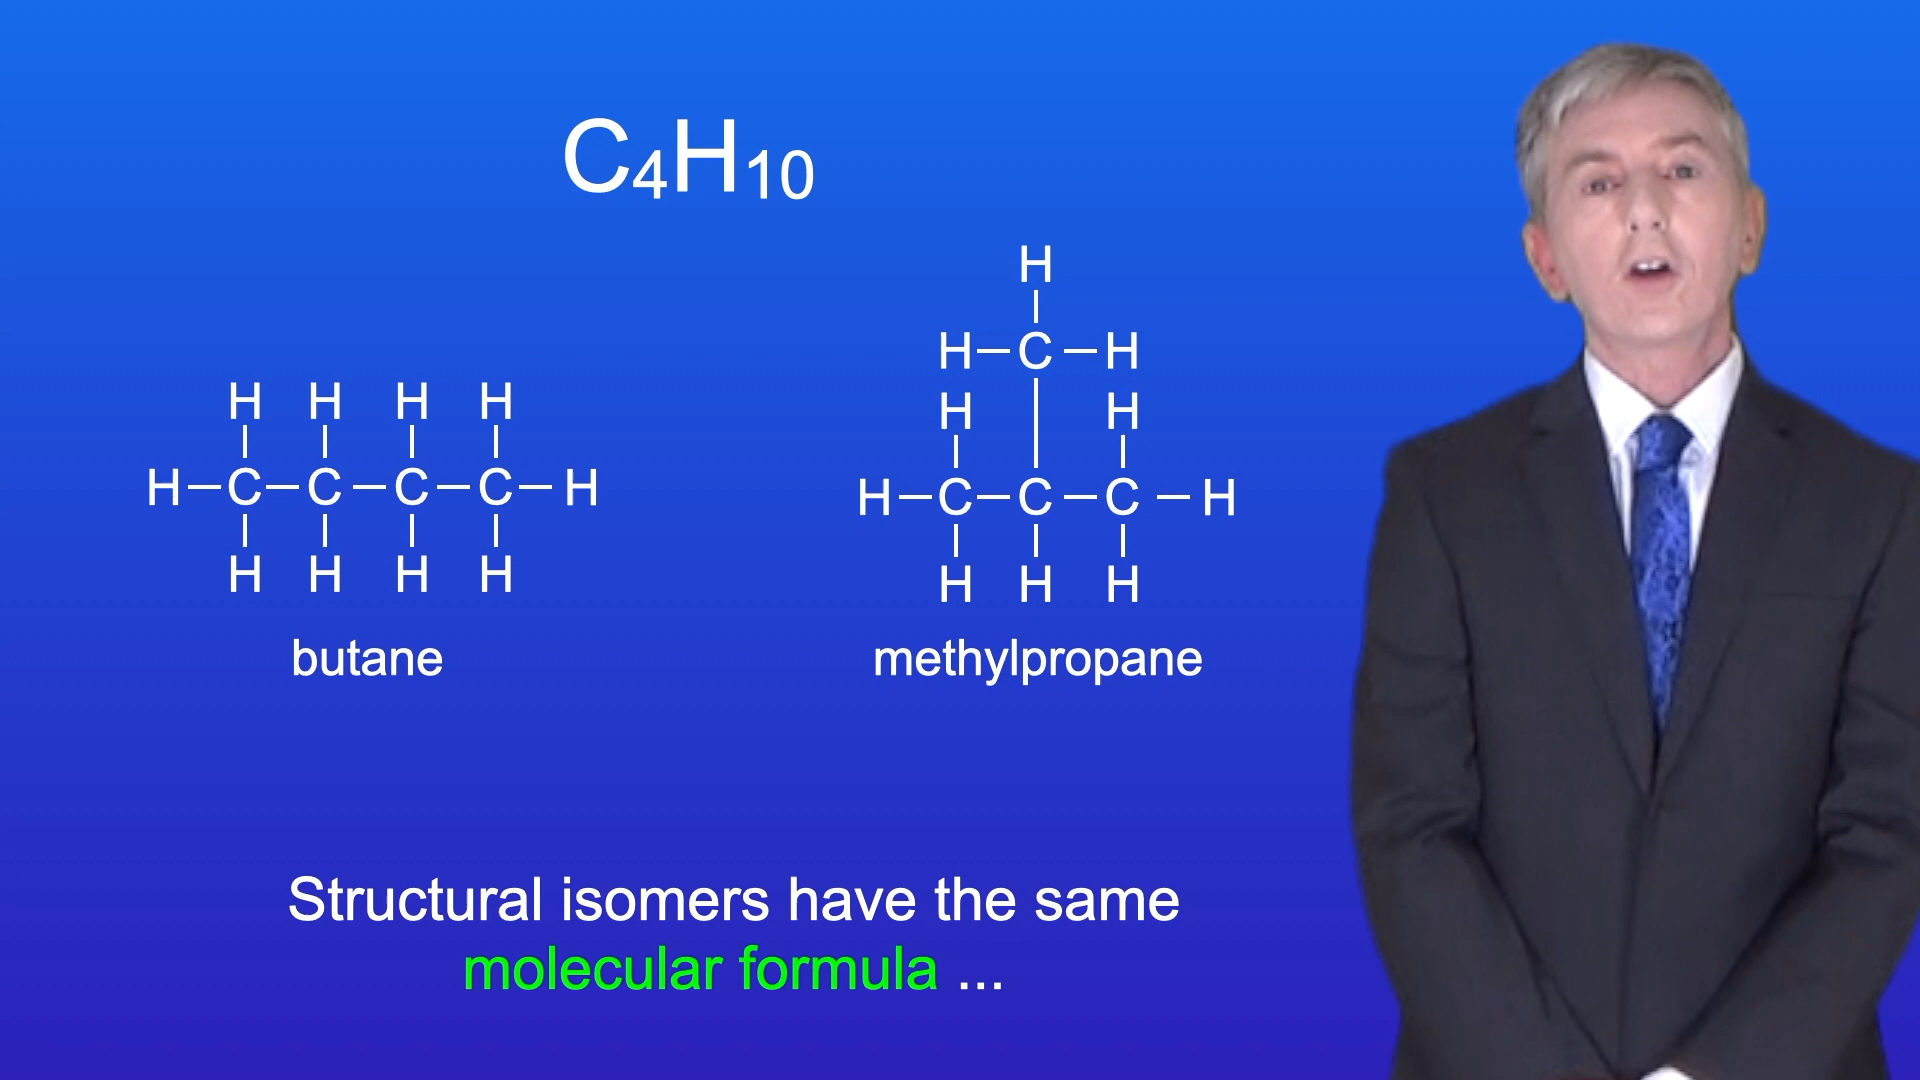 C4H10
H
H–C–H
H H
H H H H
H–C–C–C–C–H
H–C–C–C–H
H H H H
H H H
butane
methylpropane
Structural isomers have the same
molecular formula ...